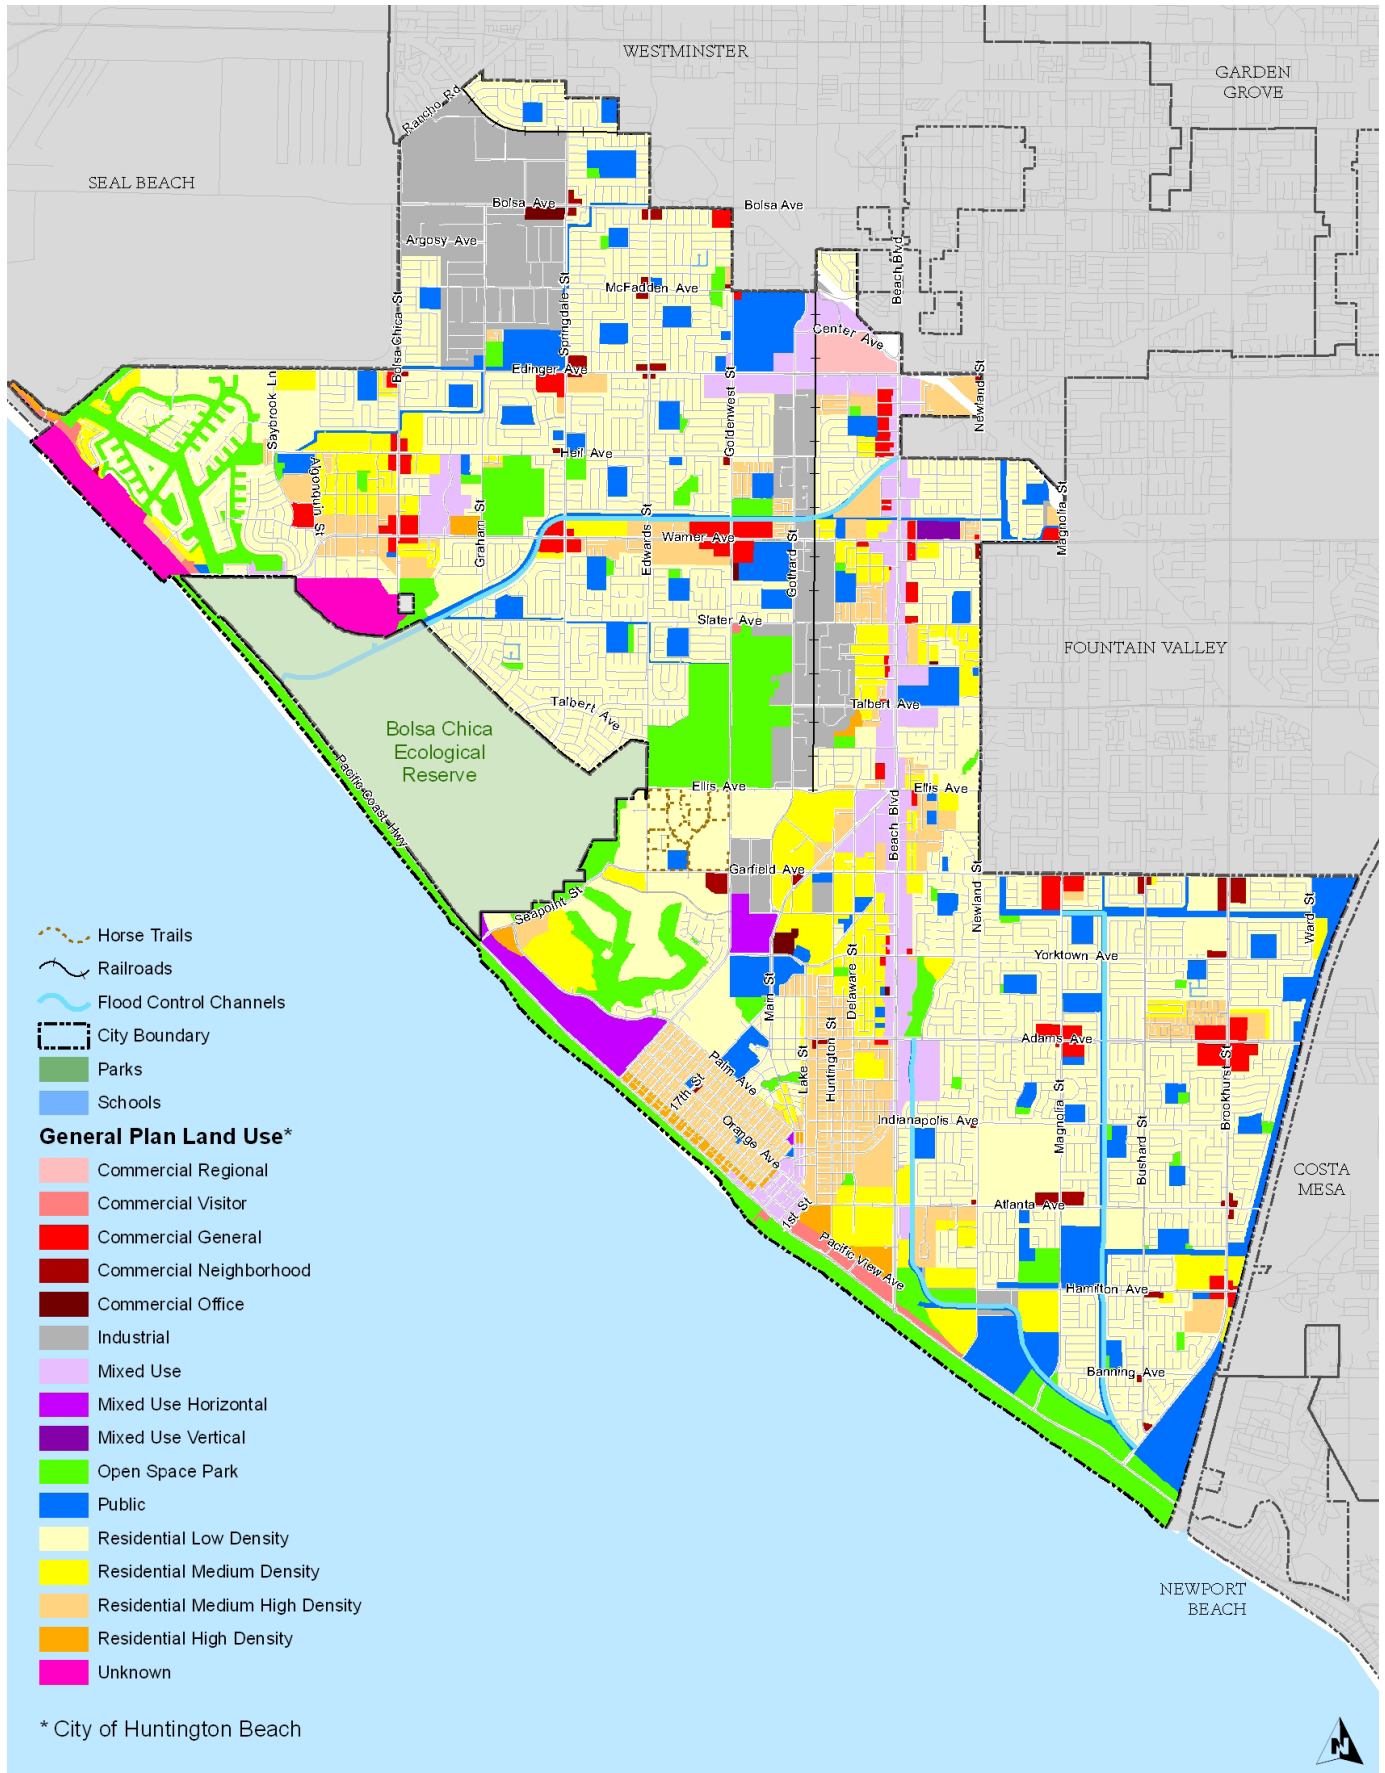 WESTMINSTER
GARDEN
GROVE
Rancho Rd
SEAL BEACH
Bolsa Ave
Bolsa Ave
Argosy Ave
Beach Blvd
Springdale St
McFadden Ave
Bolsa Chica St
Center Ave
Edinger Ave
Saybrook Ln
Goldenwest St
Newland St
Heil Ave
Algonquin St
Graham St
Edwards St
Warner Ave
Gothard St
Magnolia St
Slater Ave
FOUNTAIN VALLEY
Talbert Ave
Talbert Ave
Bolsa Chica
Ecological
Reserve
Pacific Coast Hwy
Ellis Ave
Ellis Ave
Beach Blvd
Garfield Ave
Newland St
Seapoint St
Ward St
Yorktown Ave
Main St
Delaware St
Adams Ave
Lake St
Huntington St
Palm Ave
17th St
Orange Ave
Indianapolis Ave
Magnolia St
Bushard St
Brookhurst St
COSTA
MESA
Atlanta Ave
1st St
Pacific View Ave
Hamilton Ave
Banning Ave
NEWPORT
BEACH
Horse Trails
Railroads
Flood Control Channels
City Boundary
Parks
Schools
General Plan Land Use*
Commercial Regional
Commercial Visitor
Commercial General
Commercial Neighborhood
Commercial Office
Industrial
Mixed Use
Mixed Use Horizontal
Mixed Use Vertical
Open Space Park
Public
Residential Low Density
Residential Medium Density
Residential Medium High Density
Residential High Density
Unknown
* City of Huntington Beach
N